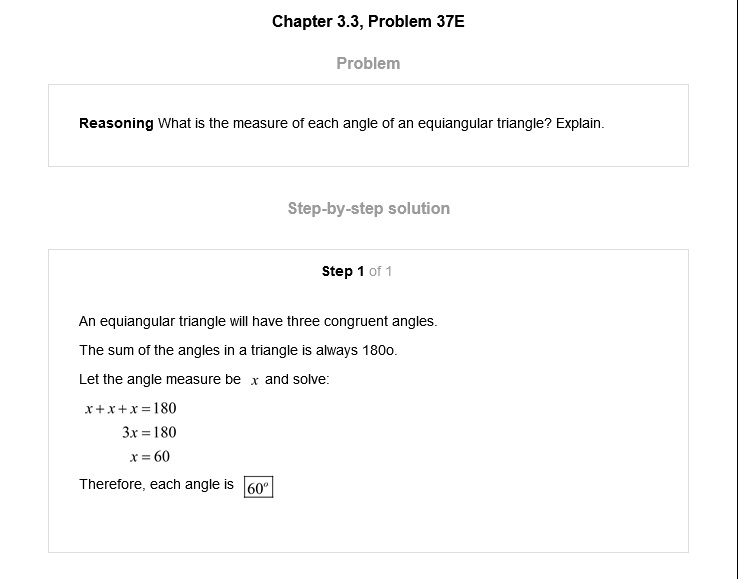 Chapter 3.3, Problem 37E
Problem
Reasoning What is the measure of each angle of an equiangular triangle? Explain.
Step-by-step solution
Step 1 of 1
An equiangular triangle will have three congruent angles.
The sum of the angles in a triangle is always 180o.
Let the angle measure be x and solve:
x + x + x = 180
3x = 180
x = 60
Therefore, each angle is 60°